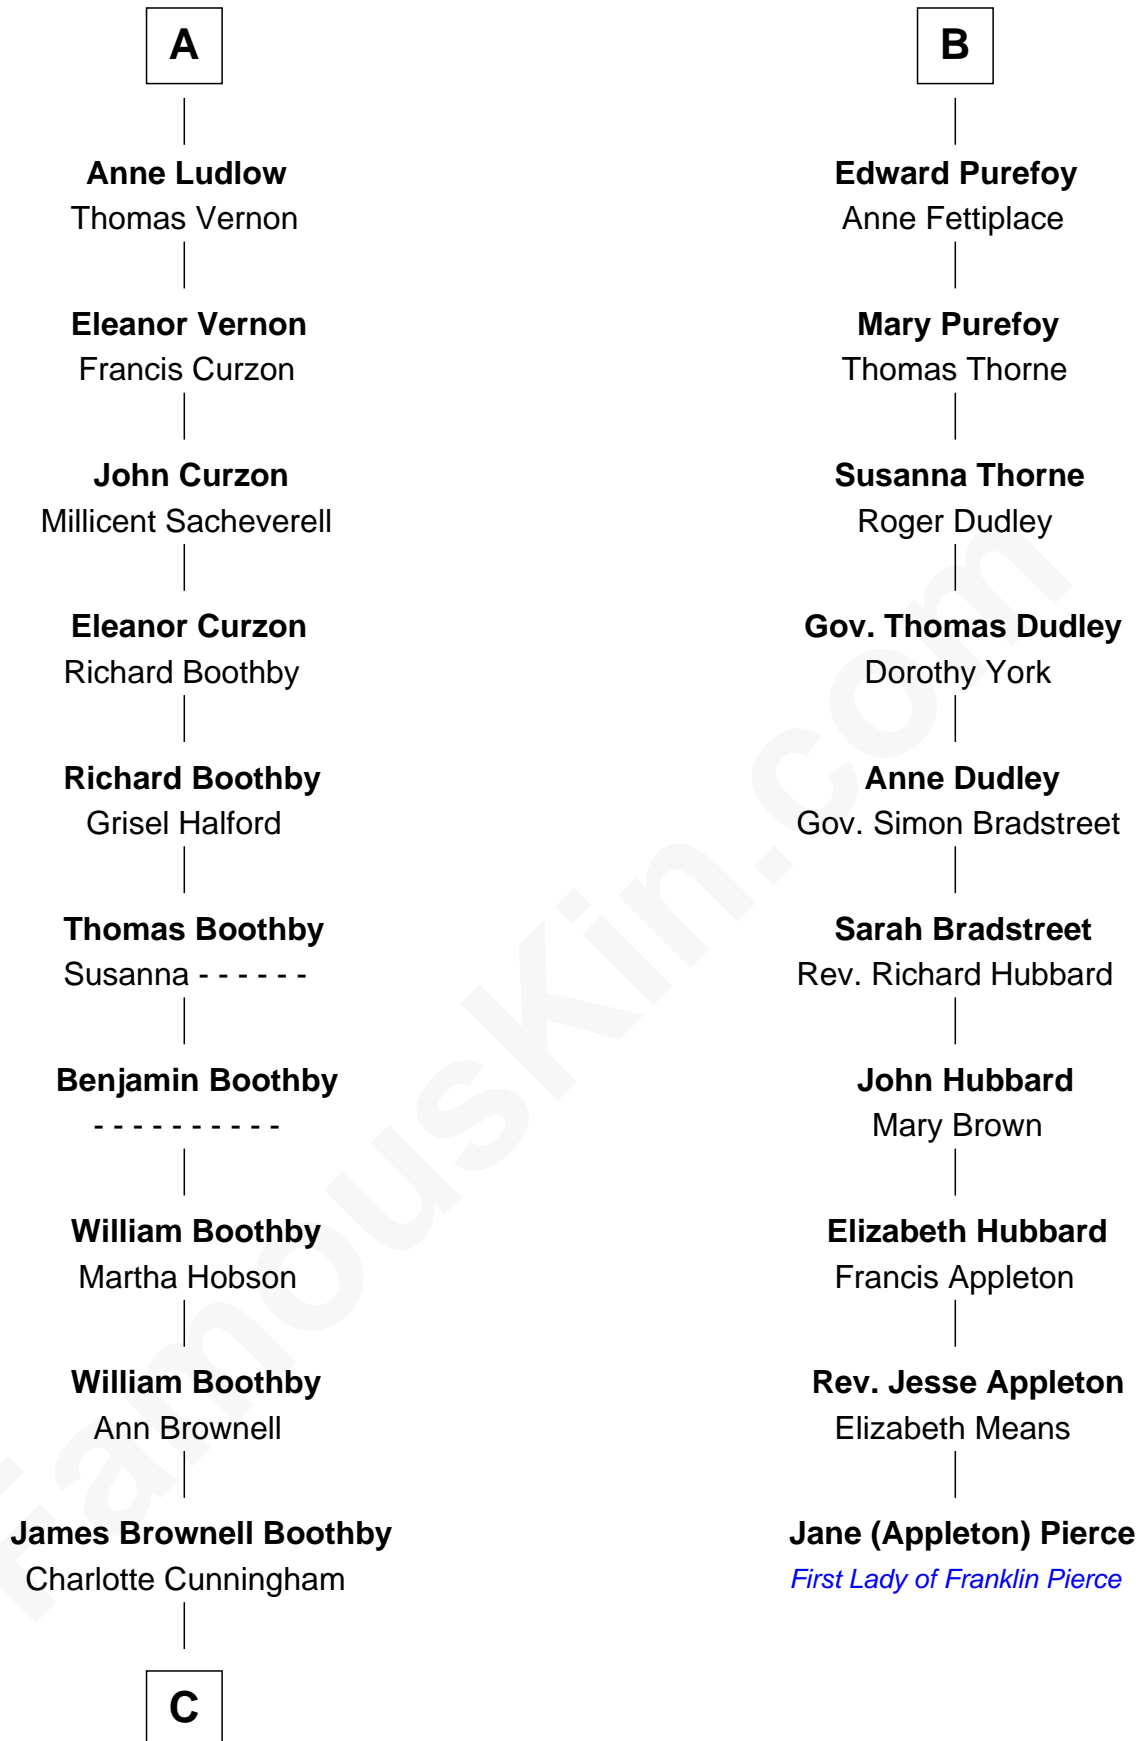 A
Anne Ludlow
Thomas Vernon
Eleanor Vernon
Francis Curzon
John Curzon
Millicent Sacheverell
Eleanor Curzon
Richard Boothby
Richard Boothby
Grisel Halford
Thomas Boothby
Susanna - - - - - -
Benjamin Boothby
- - - - - - - - - -
William Boothby
Martha Hobson
William Boothby
Ann Brownell
James Brownell Boothby
Charlotte Cunningham
C
B
Edward Purefoy
Anne Fettiplace
Mary Purefoy
Thomas Thorne
Susanna Thorne
Roger Dudley
Gov. Thomas Dudley
Dorothy York
Anne Dudley
Gov. Simon Bradstreet
Sarah Bradstreet
Rev. Richard Hubbard
John Hubbard
Mary Brown
Elizabeth Hubbard
Francis Appleton
Rev. Jesse Appleton
Elizabeth Means
Jane (Appleton) Pierce
First Lady of Franklin Pierce
FamousKin.com